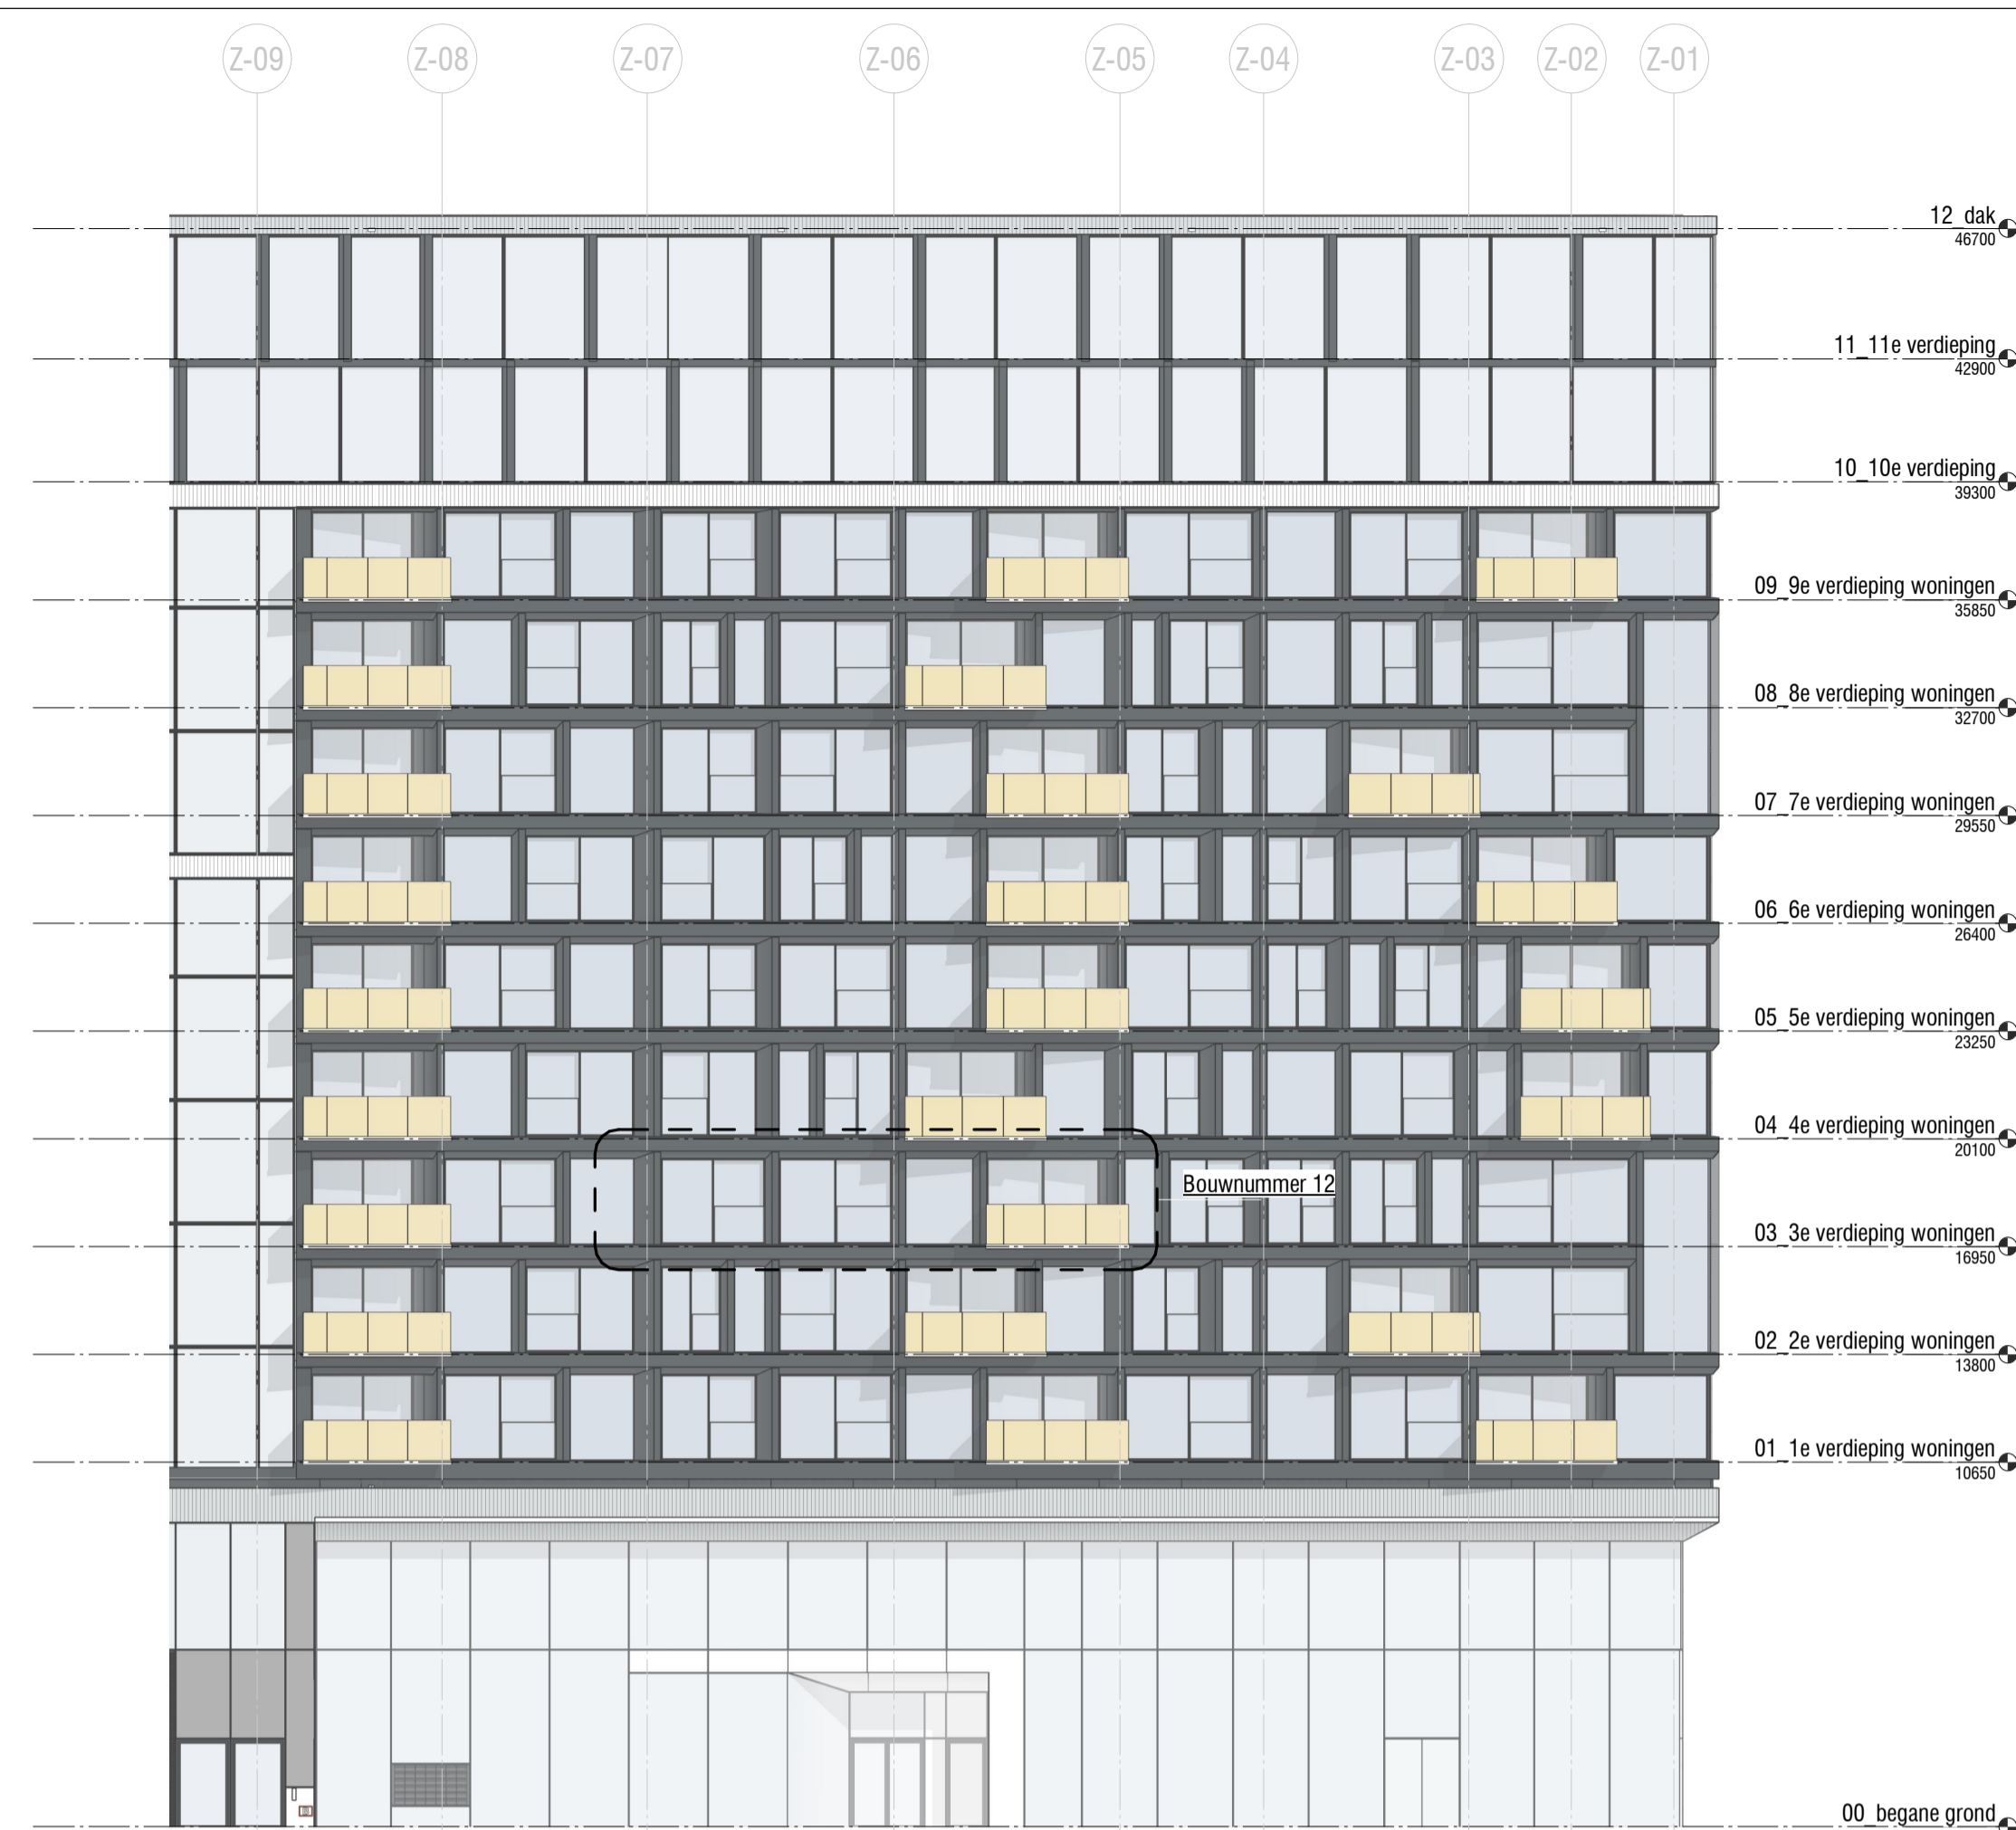 Z-09 Z-08 Z-07 Z-06 Z-05 Z-04 Z-03 Z-02 Z-01
12_dak
46700
11_11e verdieping
42900
10_10e verdieping
39300
09_9e verdieping woningen
35850
08_8e verdieping woningen
32700
07_7e verdieping woningen
29550
06_6e verdieping woningen
26400
05_5e verdieping woningen
23250
04_4e verdieping woningen
20100
Bouwnummer 12
03_3e verdieping woningen
16950
02_2e verdieping woningen
13800
01_1e verdieping woningen
10650
00_begane grond